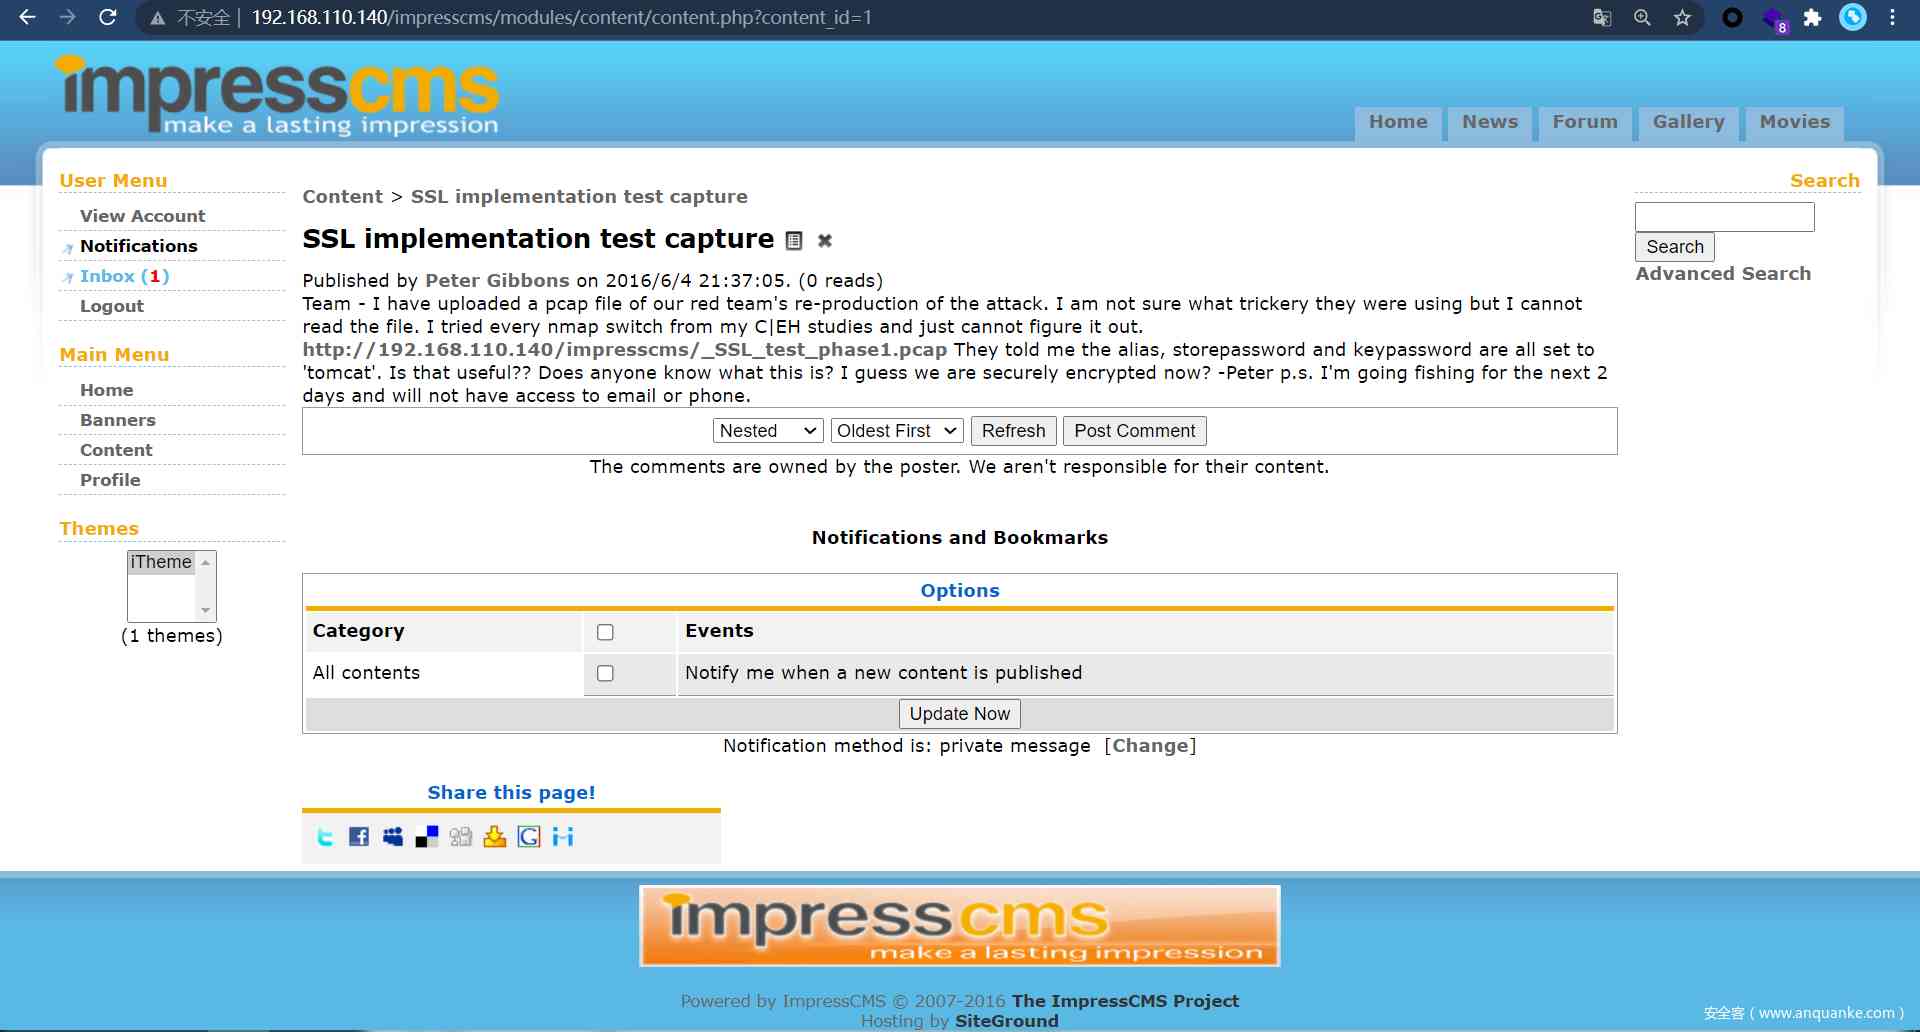 不安全 | 192.168.110.140/impresscms/modules/content/content.php?content_id=1
8
impresscms
make a lasting impression
Home News Forum Gallery Movies
User Menu
View Account
Notifications
Inbox (1)
Logout
Main Menu
Home
Banners
Content
Profile
Themes
iTheme
(1 themes)
Content > SSL implementation test capture
SSL implementation test capture
Published by Peter Gibbons on 2016/6/4 21:37:05. (0 reads)
Team - I have uploaded a pcap file of our red team's re-production of the attack. I am not sure what trickery they were using but I cannot
read the file. I tried every nmap switch from my C|EH studies and just cannot figure it out.
http://192.168.110.140/impresscms/_SSL_test_phase1.pcap They told me the alias, storepassword and keypassword are all set to
'tomcat'. Is that useful?? Does anyone know what this is? I guess we are securely encrypted now? -Peter p.s. I'm going fishing for the next 2
days and will not have access to email or phone.
Nested Oldest First Refresh Post Comment
The comments are owned by the poster. We aren't responsible for their content.
Notifications and Bookmarks
Options
Category Events
All contents Notify me when a new content is published
Update Now
Notification method is: private message [Change]
Share this page!
Search
Search
Advanced Search
impresscms
make a lasting impression
Powered by ImpressCMS © 2007-2016 The ImpressCMS Project
Hosting by SiteGround
安全客（www.anquanke.com）